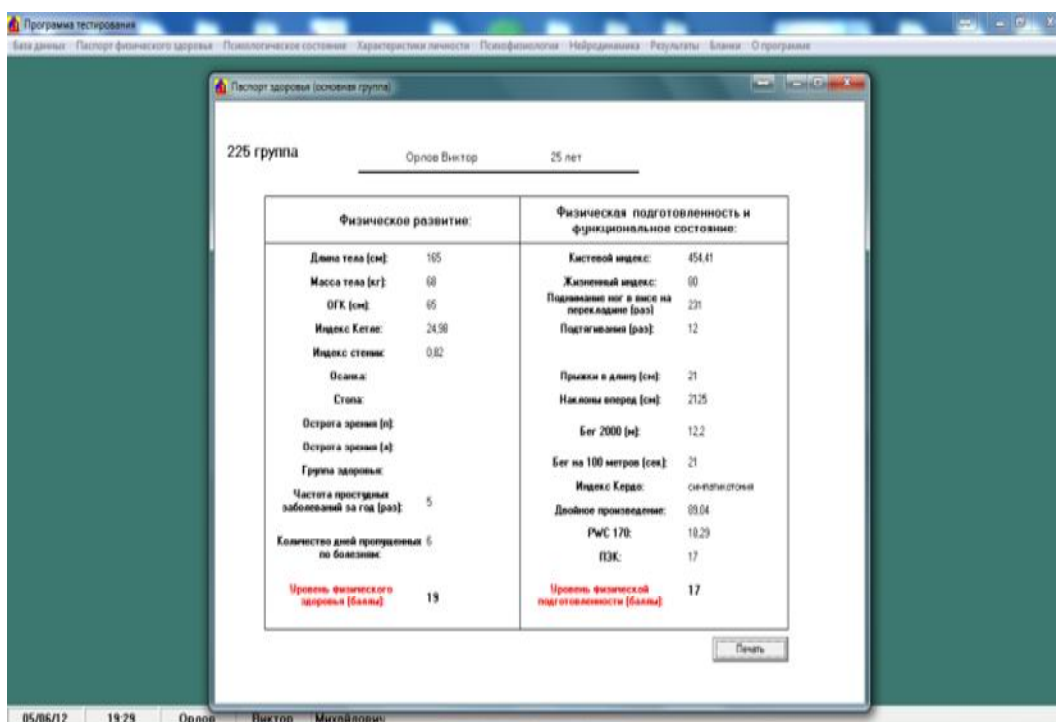 Программа тестирования
База данных Паспорт физического здоровья Психологическое состояние Характеристики личности Психофизиология Нейродинамика Результаты Бланки О программе
Паспорт здоровья (основная группа)
225 группа
Орлов Виктор 25 лет
Физическое развитие:
Длина тела (см): 165
Масса тела (кг): 68
ОГК (см): 65
Индекс Кетле: 24,98
Индекс стении: 0,82
Осанка:
Стопа:
Острота зрения (п):
Острота зрения (л):
Группа здоровья:
Частота простудных
заболеваний за год (раз): 5
Количество дней пропущенных 6
по болезням:
Уровень физического
здоровья (баллы): 19
Физическая подготовленность и
функциональное состояние:
Кистевой индекс: 454,41
Жизненный индекс: 80
Поднимание ног в висе на
перекладине (раз) 231
Подтягивания (раз): 12
Прыжки в длину (см): 21
Наклоны вперед (см): 2125
Бег 2000 (м): 12,2
Бег на 100 метров (сек): 21
Индекс Кердо: симпатикотония
Двойное произведение: 89,04
PWC 170: 10,29
ПЭК: 17
Уровень физической 17
подготовленности (баллы)
Печать
05/06/12 19:29 Орлов Виктор Михайлович